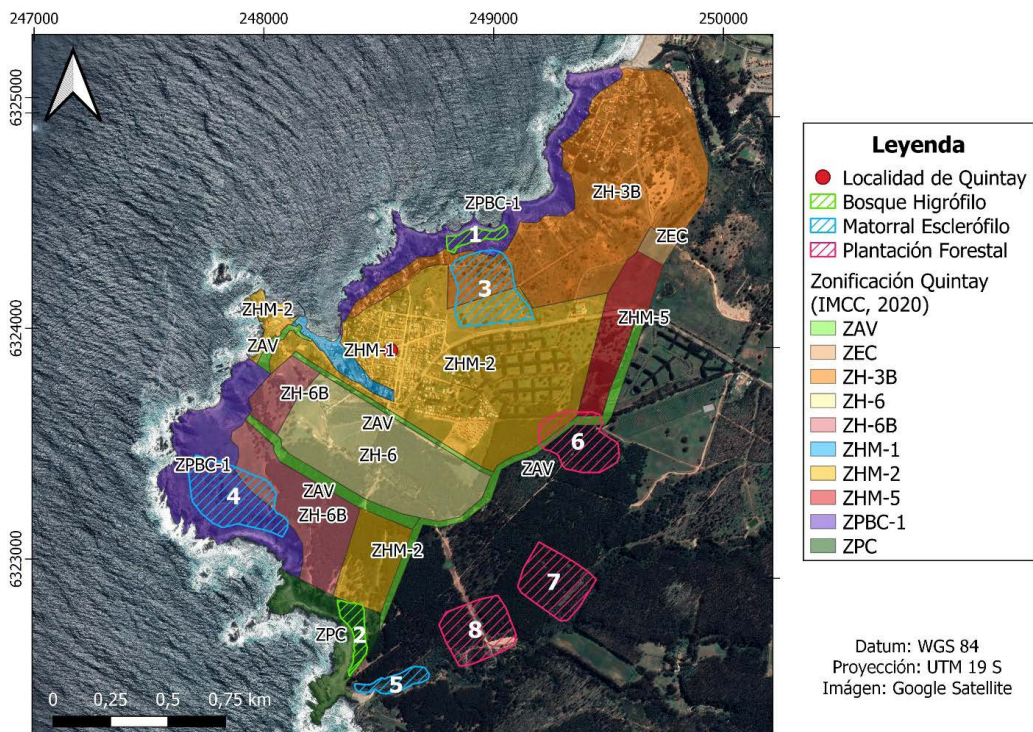 247000 248000 249000 250000
6325000
6324000
6323000
ZPBC-1
ZH-3B
1
ZEC
3
ZHM-2
ZHM-5
ZAV
ZHM-1
ZHM-2
ZH-6B
ZAV
6
ZH-6
ZAV
ZPBC-1
4
ZAV
ZH-6B
ZHM-2
7
ZPC
2
8
5
0 0,25 0,5 0,75 km
Leyenda
Localidad de Quintay
Bosque Higrófilo
Matorral Esclerófilo
Plantación Forestal
Zonificación Quintay
(IMCC, 2020)
ZAV
ZEC
ZH-3B
ZH-6
ZH-6B
ZHM-1
ZHM-2
ZHM-5
ZPBC-1
ZPC
Datum: WGS 84
Proyección: UTM 19 S
Imágen: Google Satellite